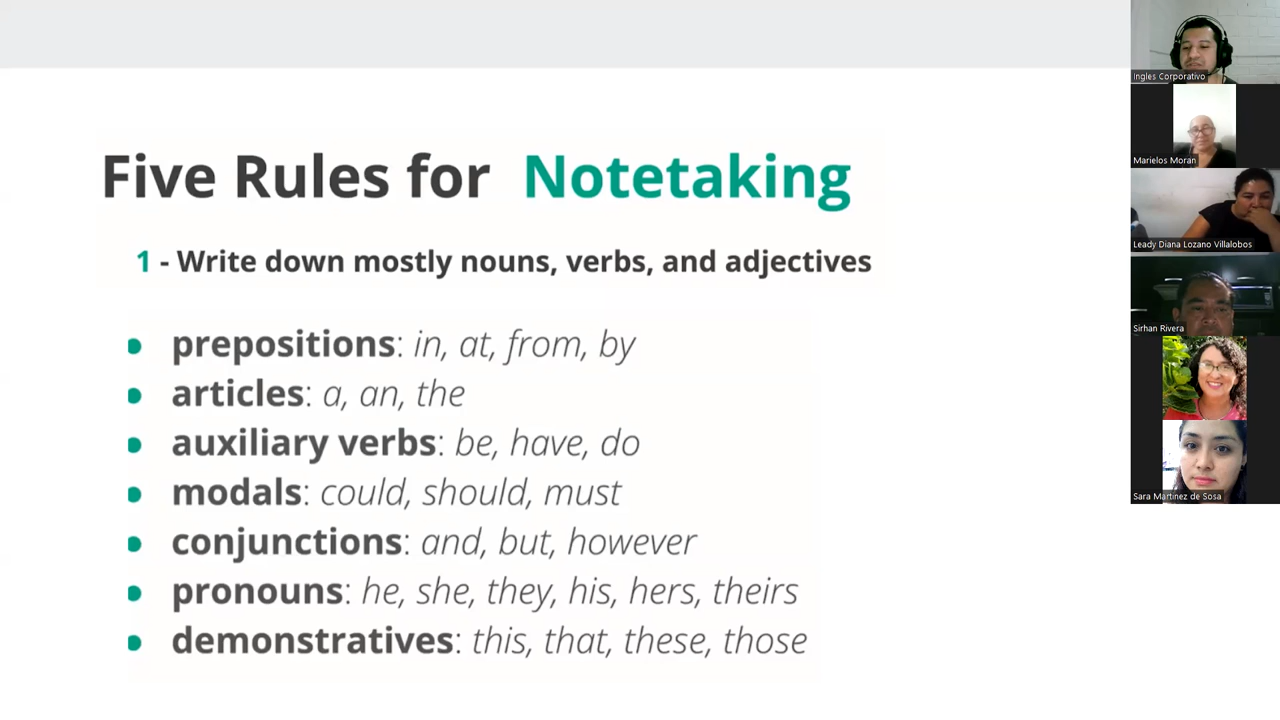 Five Rules for Notetaking
1 - Write down mostly nouns, verbs, and adjectives
prepositions: in, at, from, by
articles: a, an, the
auxiliary verbs: be, have, do
modals: could, should, must
conjunctions: and, but, however
pronouns: he, she, they, his, hers, theirs
demonstratives: this, that, these, those
Ingles Corporativo
Marielos Moran
Leady Diana Lozano Villalobos
Sirhan Rivera
Sara Martinez de Sosa